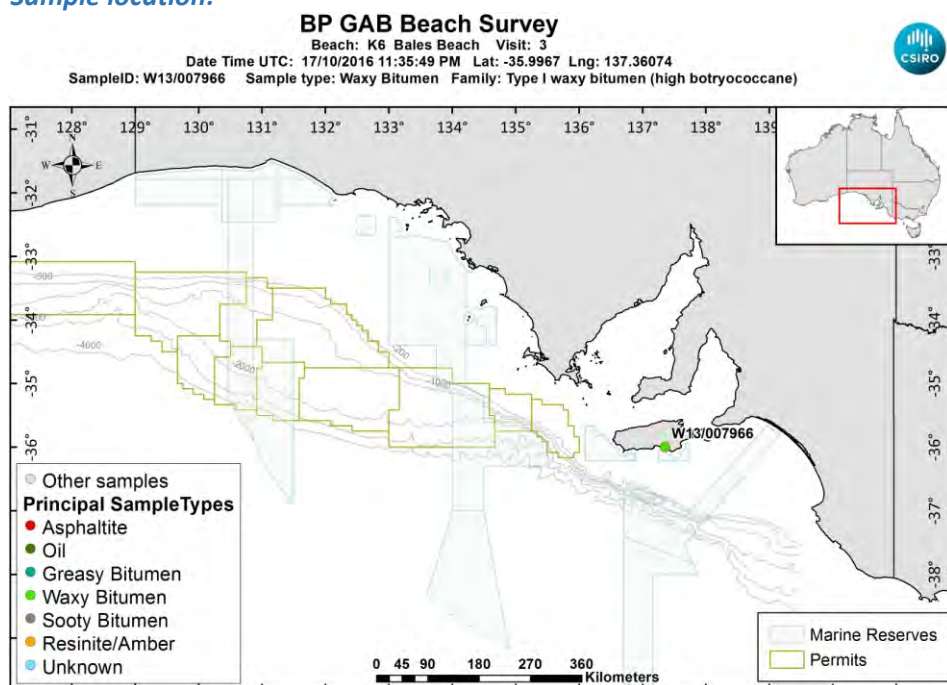 Sample location:
BP GAB Beach Survey
Beach: K6 Bales Beach Visit: 3
Date Time UTC: 17/10/2016 11:35:49 PM Lat: -35.9967 Lng: 137.36074
SampleID: W13/007966 Sample type: Waxy Bitumen Family: Type I waxy bitumen (high botryococcane)
CSIRO
128° 129° 130° 131° 132° 133° 134° 135° 136° 137° 138° 139
-31°
-32°
-33°
-34°
-35°
-36°
-37°
-38°
-31°
-32°
-33°
-34°
-35°
-36°
-37°
-38°
N
W E
S
-4000
-2000
-200
-1000
W13/007966
Other samples
Principal SampleTypes
Asphaltite
Oil
Greasy Bitumen
Waxy Bitumen
Sooty Bitumen
Resinite/Amber
Unknown
0 45 90 180 270 360
Kilometers
Marine Reserves
Permits